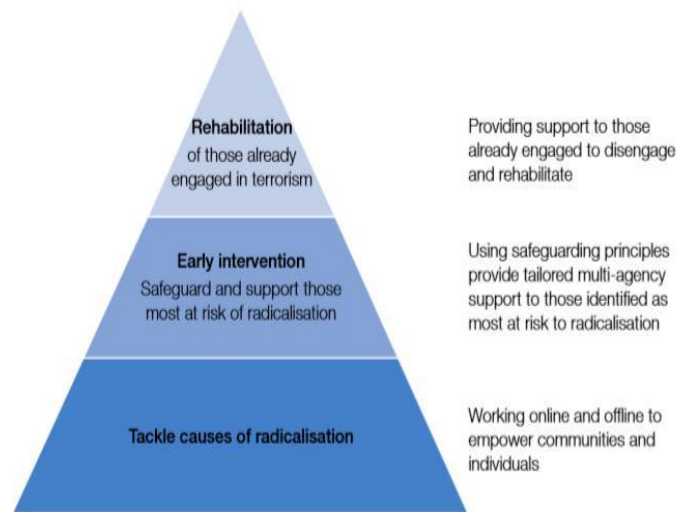 Rehabilitation
of those already
engaged in terrorism
Providing support to those
already engaged to disengage
and rehabilitate
Early intervention
Safeguard and support those
most at risk of radicalisation
Using safeguarding principles
provide tailored multi-agency
support to those identified as
most at risk to radicalisation
Tackle causes of radicalisation
Working online and offline to
empower communities and
individuals